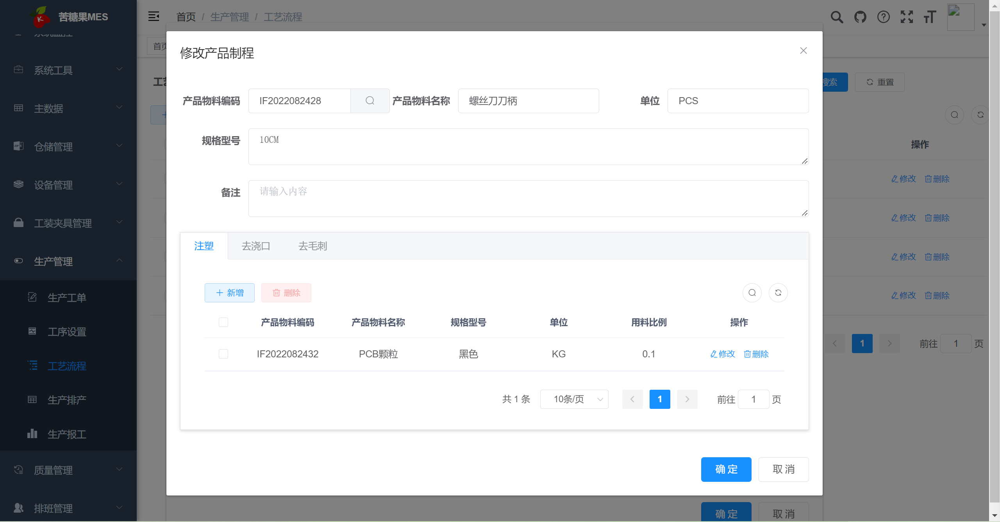 苦糖果MES
系统监控
系统工具
主数据
仓储管理
设备管理
工装夹具管理
生产管理
生产工单
工序设置
工艺流程
生产排产
生产报工
质量管理
排班管理
首页 / 生产管理 / 工艺流程
首页
工艺
搜索
重置
操作
修改 删除
修改 删除
修改 删除
修改 删除
1
前往 1 页
修改产品制程
产品物料编码 IF2022082428 产品物料名称 螺丝刀刀柄 单位 PCS
规格型号 10CM
备注 请输入内容
注塑 去浇口 去毛刺
新增 删除
产品物料编码 产品物料名称 规格型号 单位 用料比例 操作
IF2022082432 PCB颗粒 黑色 KG 0.1 修改 删除
共 1 条 10条/页 1 前往 1 页
确 定 取 消
确 定 取 消